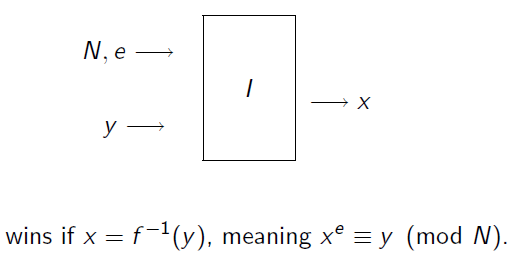 N, e ⟶
I
⟶ x
y ⟶
wins if x = f⁻¹(y), meaning xᵉ ≡ y (mod N).